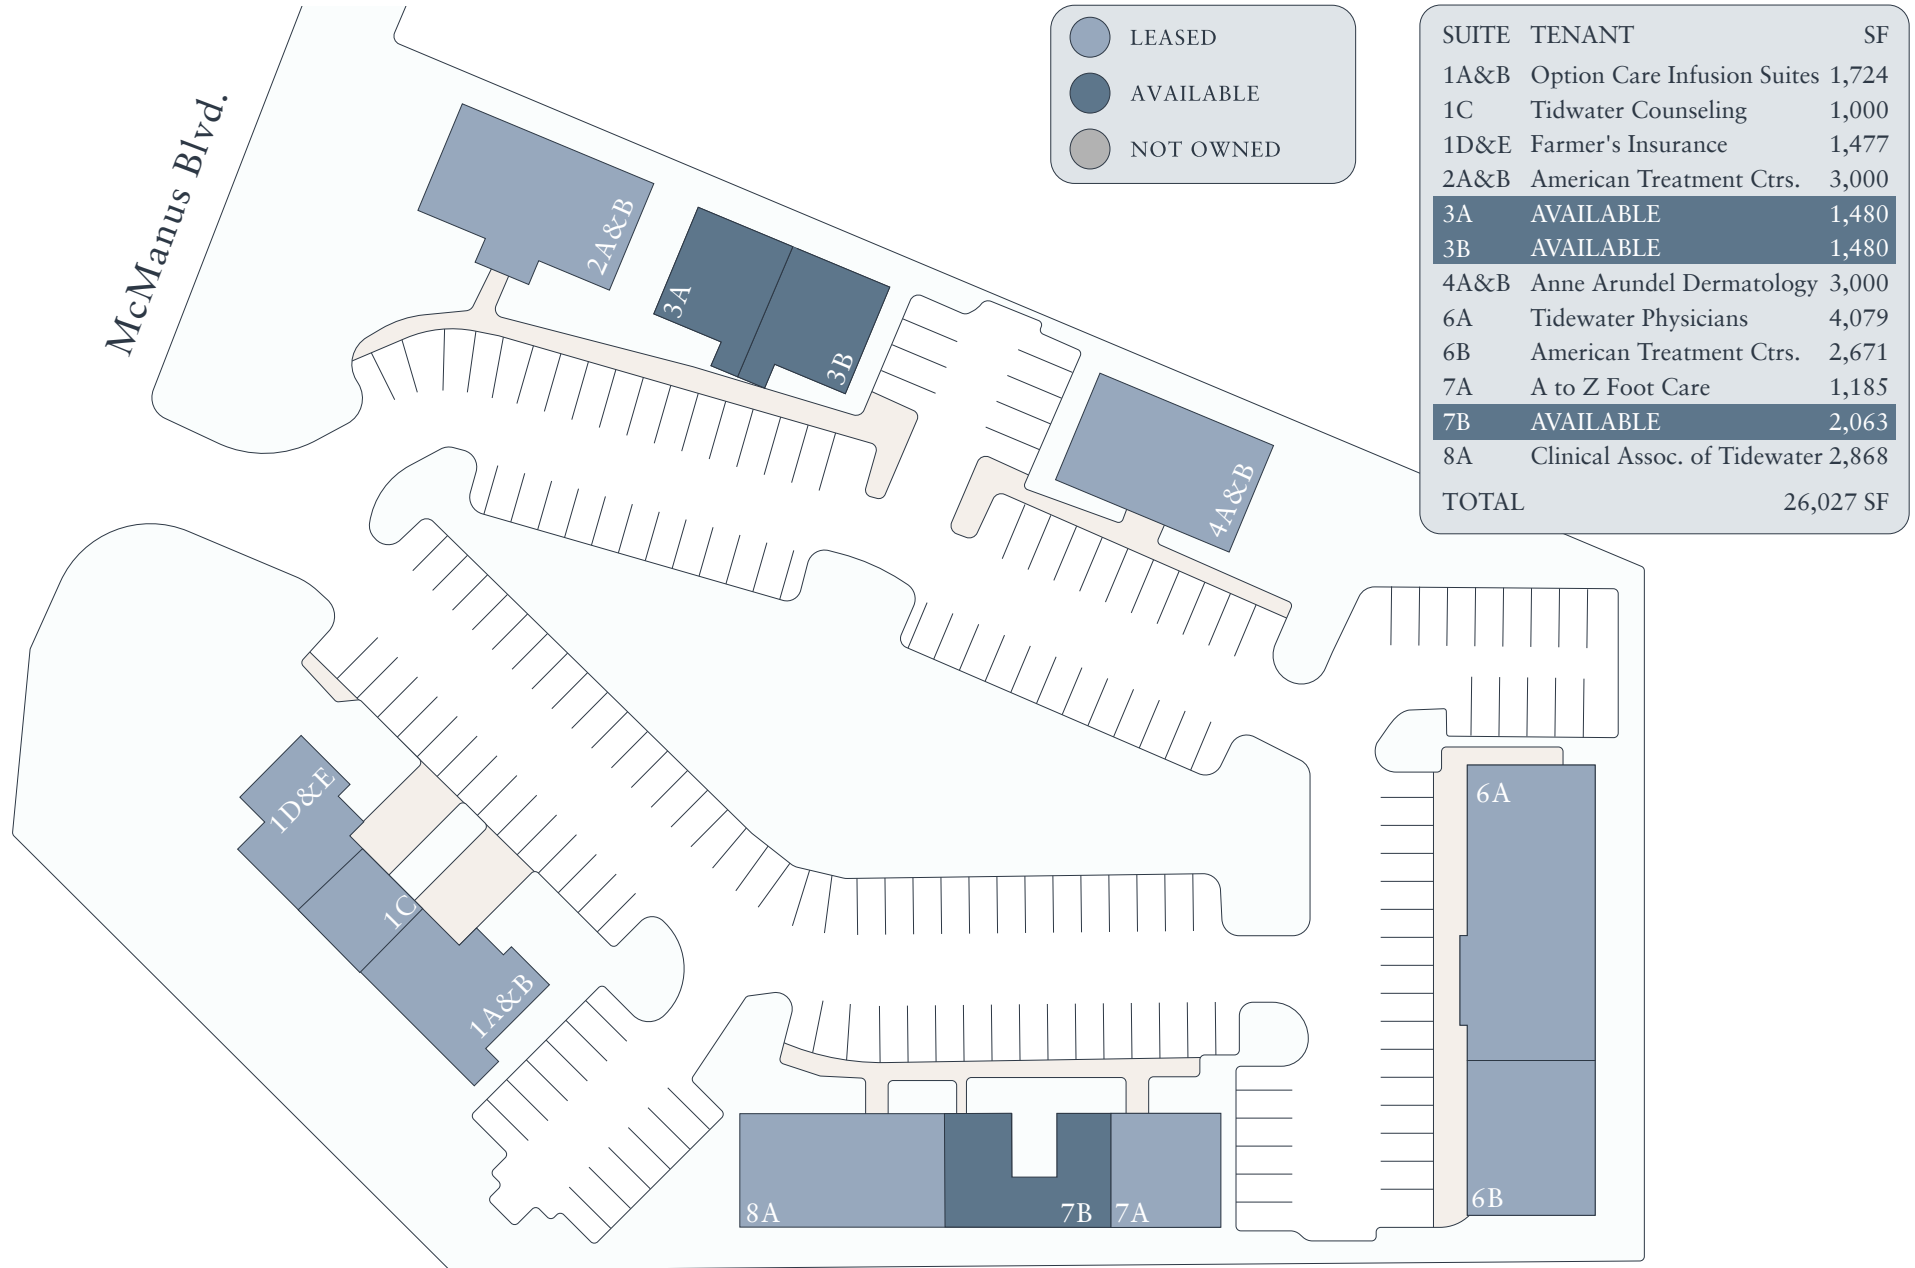 McManus Blvd.
LEASED
AVAILABLE
NOT OWNED
SUITE TENANT SF
1A&B Option Care Infusion Suites 1,724
1C Tidwater Counseling 1,000
1D&E Farmer's Insurance 1,477
2A&B American Treatment Ctrs. 3,000
3A AVAILABLE 1,480
3B AVAILABLE 1,480
4A&B Anne Arundel Dermatology 3,000
6A Tidewater Physicians 4,079
6B American Treatment Ctrs. 2,671
7A A to Z Foot Care 1,185
7B AVAILABLE 2,063
8A Clinical Assoc. of Tidewater 2,868
TOTAL 26,027 SF
2A&B
3A
3B
4A&B
6A
1D&E
1C
1A&B
8A
7B
7A
6B